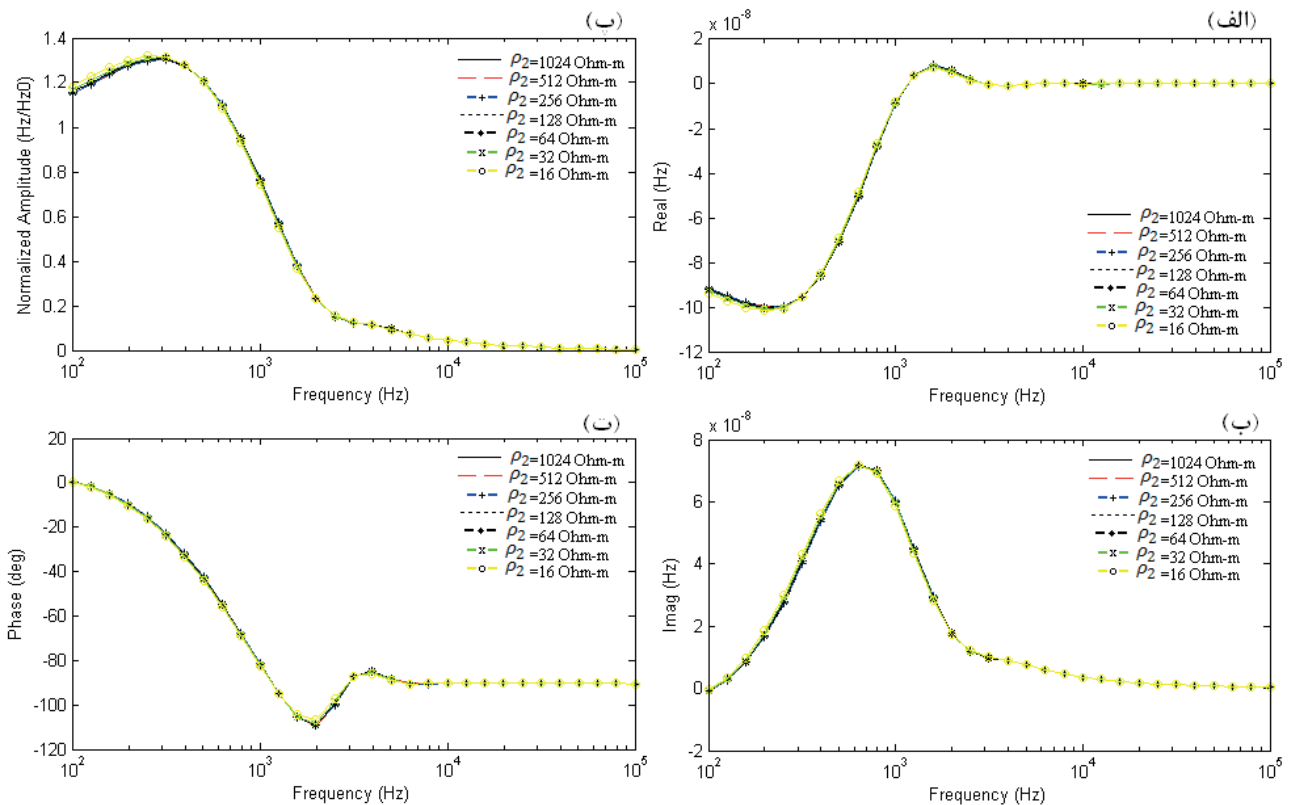 (پ)
1.4
1.2
1
0.8
0.6
0.4
0.2
0
Normalized Amplitude (Hz/Hz0)
ρ2=1024 Ohm-m
ρ2=512 Ohm-m
ρ2=256 Ohm-m
ρ2=128 Ohm-m
ρ2=64 Ohm-m
ρ2=32 Ohm-m
ρ2=16 Ohm-m
10^2 10^3 10^4 10^5
Frequency (Hz)
(الف)
x 10^-8
2
0
-2
-4
-6
-8
-10
-12
Real (Hz)
ρ2=1024 Ohm-m
ρ2=512 Ohm-m
ρ2=256 Ohm-m
ρ2=128 Ohm-m
ρ2=64 Ohm-m
ρ2=32 Ohm-m
ρ2=16 Ohm-m
10^2 10^3 10^4 10^5
Frequency (Hz)
(ت)
20
0
-20
-40
-60
-80
-100
-120
Phase (deg)
ρ2=1024 Ohm-m
ρ2=512 Ohm-m
ρ2=256 Ohm-m
ρ2=128 Ohm-m
ρ2=64 Ohm-m
ρ2=32 Ohm-m
ρ2=16 Ohm-m
10^2 10^3 10^4 10^5
Frequency (Hz)
(ب)
x 10^-8
8
6
4
2
0
-2
Imag (Hz)
ρ2=1024 Ohm-m
ρ2=512 Ohm-m
ρ2=256 Ohm-m
ρ2=128 Ohm-m
ρ2=64 Ohm-m
ρ2=32 Ohm-m
ρ2=16 Ohm-m
10^2 10^3 10^4 10^5
Frequency (Hz)